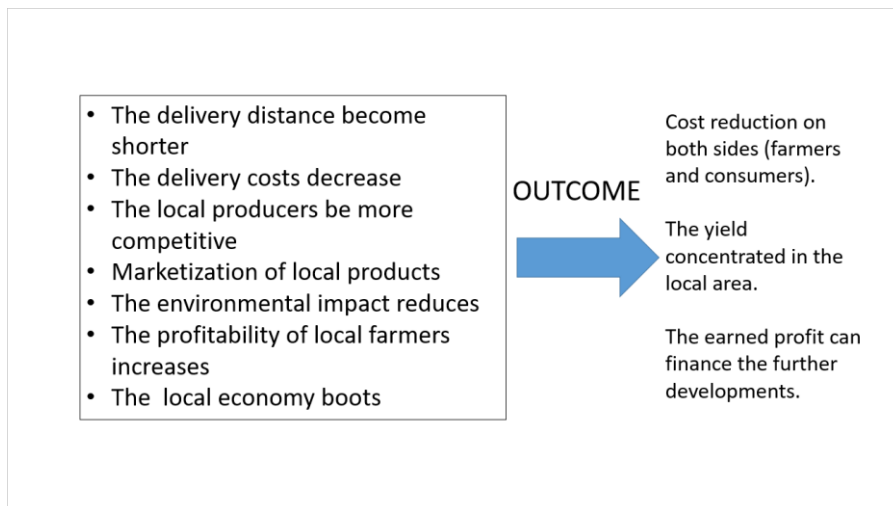 • The delivery distance become
shorter
• The delivery costs decrease
• The local producers be more
competitive
• Marketization of local products
• The environmental impact reduces
• The profitability of local farmers
increases
• The local economy boots
OUTCOME
Cost reduction on
both sides (farmers
and consumers).
The yield
concentrated in the
local area.
The earned profit can
finance the further
developments.